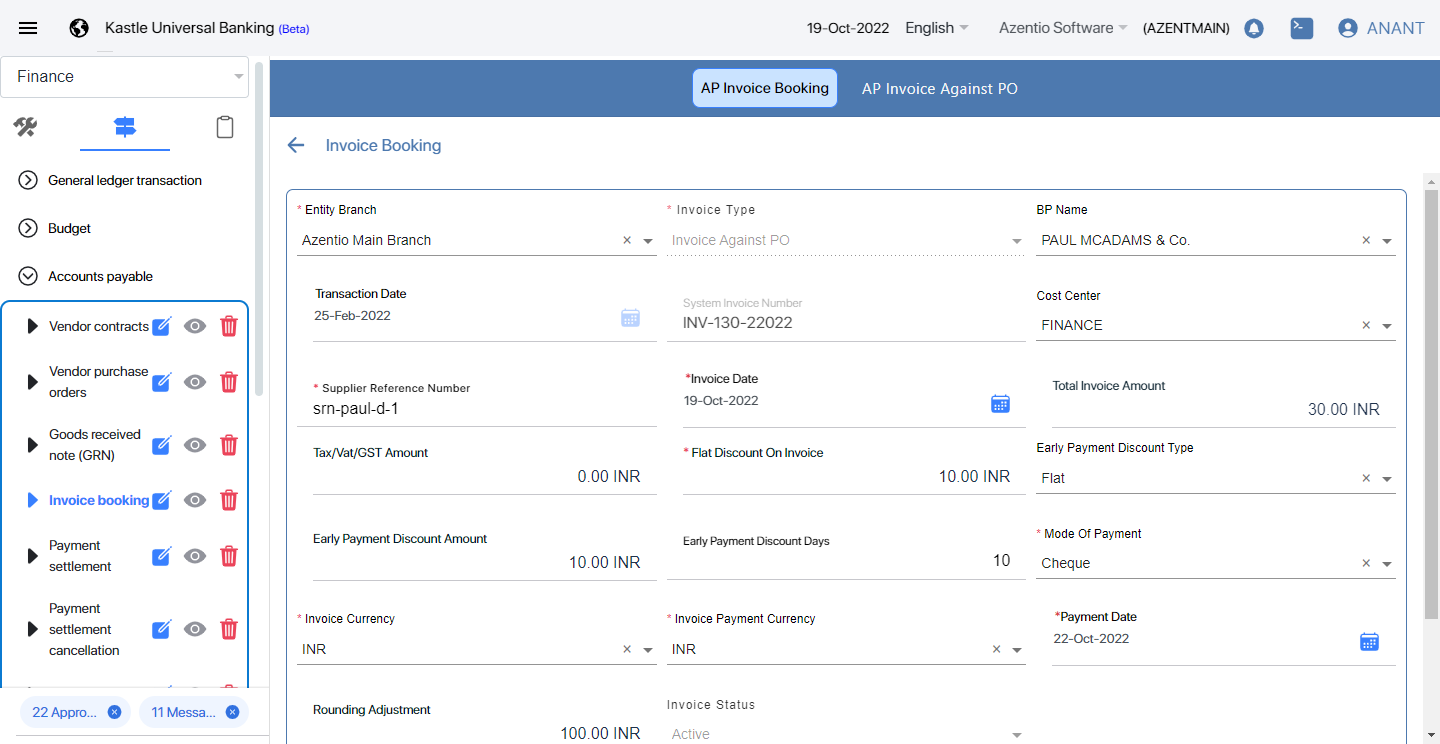 Kastle Universal Banking (Beta)
19-Oct-2022
English
Azentio Software
(AZENTMAIN)
ANANT
Finance
General ledger transaction
Budget
Accounts payable
Vendor contracts
Vendor purchase
orders
Goods received
note (GRN)
Invoice booking
Payment
settlement
Payment
settlement
cancellation
22 Appro...
11 Messa...
AP Invoice Booking
AP Invoice Against PO
Invoice Booking
* Entity Branch
Azentio Main Branch
* Invoice Type
Invoice Against PO
BP Name
PAUL MCADAMS & Co.
Transaction Date
25-Feb-2022
System Invoice Number
INV-130-22022
Cost Center
FINANCE
* Supplier Reference Number
srn-paul-d-1
*Invoice Date
19-Oct-2022
Total Invoice Amount
30.00 INR
Tax/Vat/GST Amount
0.00 INR
* Flat Discount On Invoice
10.00 INR
Early Payment Discount Type
Flat
Early Payment Discount Amount
10.00 INR
Early Payment Discount Days
10
* Mode Of Payment
Cheque
* Invoice Currency
INR
* Invoice Payment Currency
INR
*Payment Date
22-Oct-2022
Rounding Adjustment
100.00 INR
Invoice Status
Active